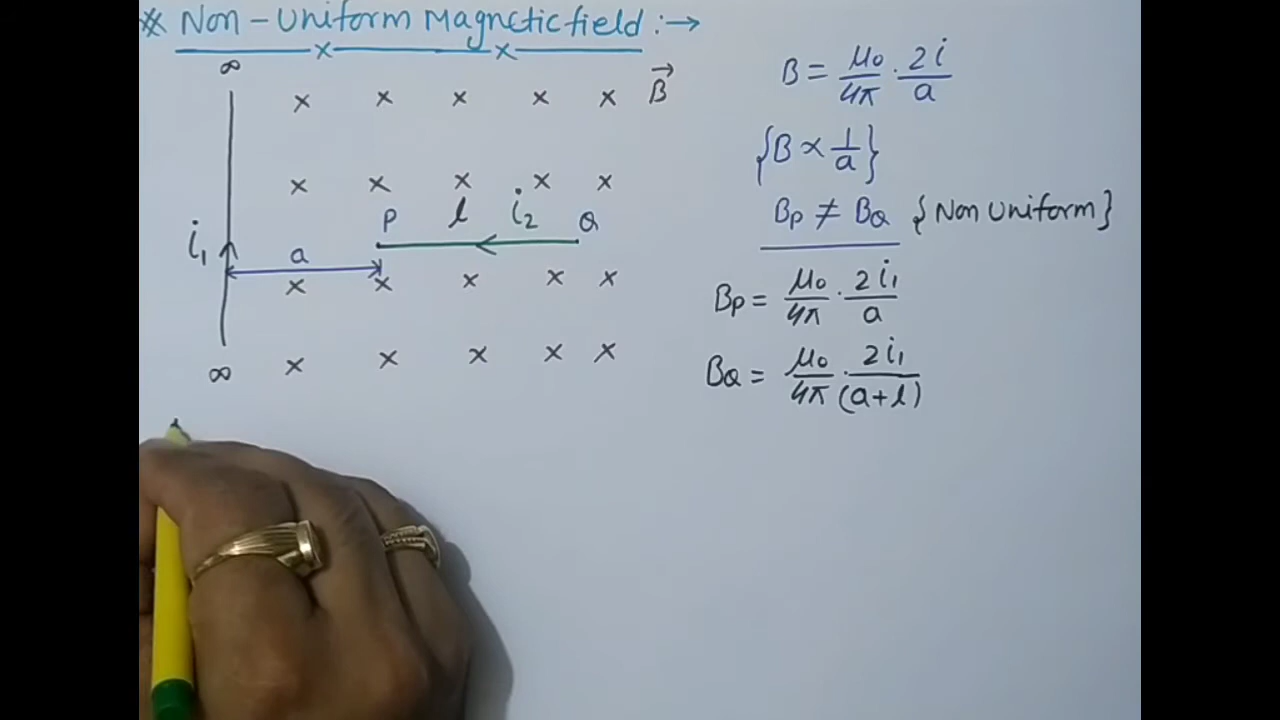 * Non-Uniform Magnetic field :→
∞
× × × × × B⃗
× × × × ×
P l i₂ Q
i₁
a
× × × × ×
× × × × ×
∞
B = μ₀/4π · 2i/a
{B ∝ 1/a}
Bp ≠ BQ {Non Uniform}
Bp = μ₀/4π · 2i₁/a
BQ = μ₀/4π · 2i₁/(a+l)